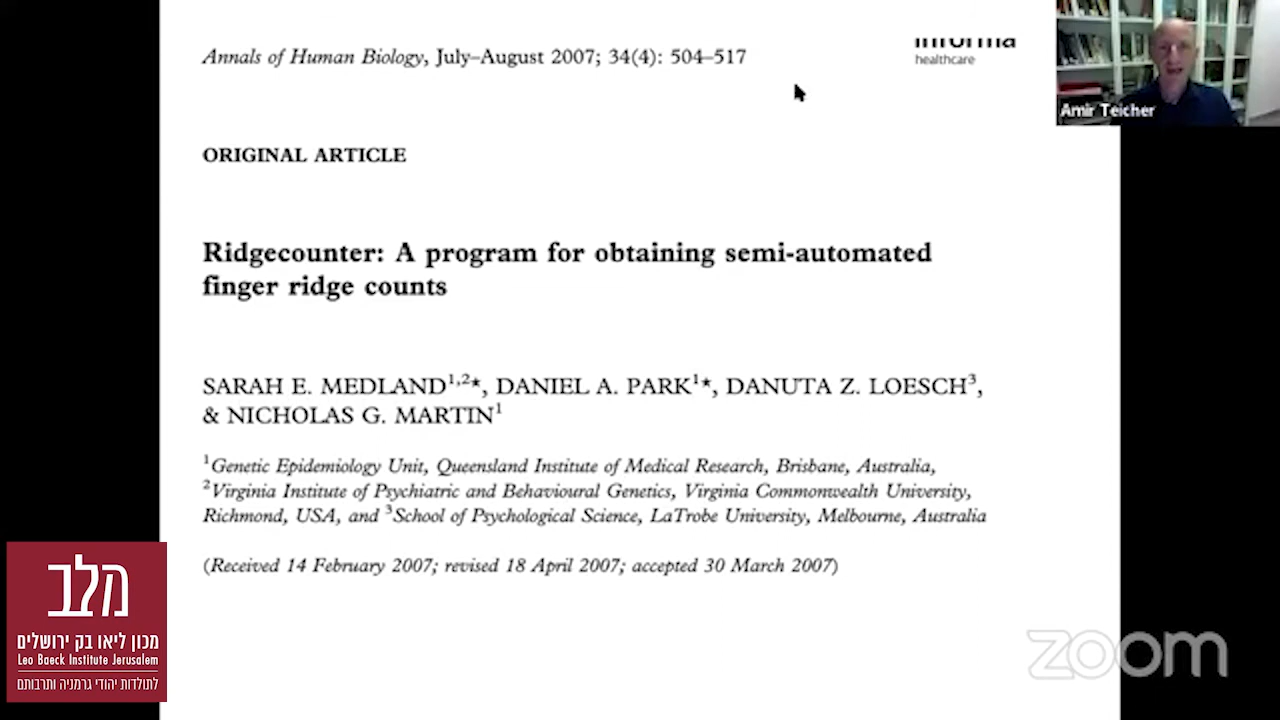 Annals of Human Biology, July–August 2007; 34(4): 504–517
informa
healthcare
Amir Teicher
ORIGINAL ARTICLE
Ridgecounter: A program for obtaining semi-automated
finger ridge counts
SARAH E. MEDLAND1,2*, DANIEL A. PARK1*, DANUTA Z. LOESCH3,
& NICHOLAS G. MARTIN1
1Genetic Epidemiology Unit, Queensland Institute of Medical Research, Brisbane, Australia,
2Virginia Institute of Psychiatric and Behavioural Genetics, Virginia Commonwealth University,
Richmond, USA, and 3School of Psychological Science, LaTrobe University, Melbourne, Australia
(Received 14 February 2007; revised 18 April 2007; accepted 30 March 2007)
מלב
מכון ליאו בק ירושלים
Leo Baeck Institute Jerusalem
לתולדות יהודי גרמניה ותרבותם
zoom